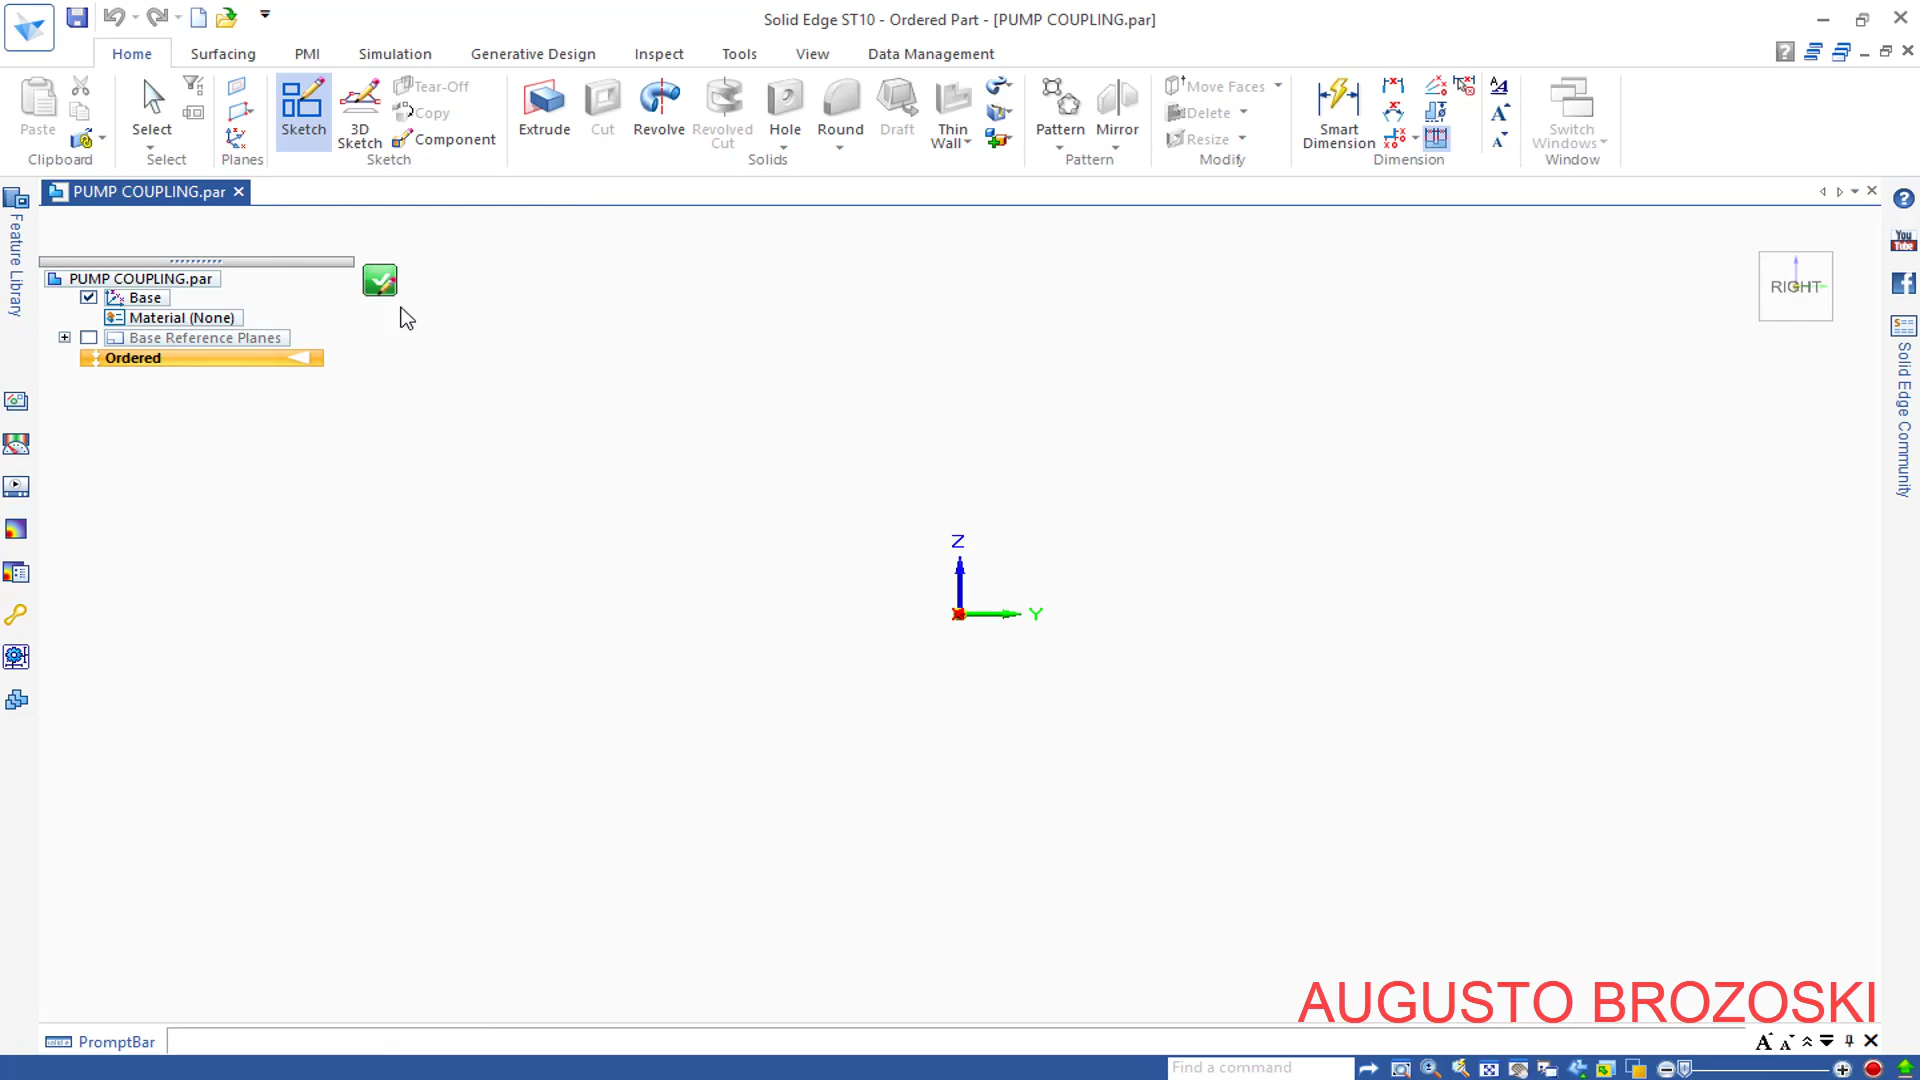 Solid Edge ST10 - Ordered Part - [PUMP COUPLING.par]
Home Surfacing PMI Simulation Generative Design Inspect Tools View Data Management
Paste
Clipboard
Select
Select
Planes
Sketch
3D Sketch
Tear-Off
Copy
Component
Sketch
Extrude
Cut
Revolve
Revolved Cut
Hole
Round
Draft
Thin Wall
Solids
Pattern
Mirror
Pattern
Move Faces
Delete
Resize
Modify
Smart Dimension
Dimension
Switch Windows
Window
PUMP COUPLING.par
Feature Library
PUMP COUPLING.par
Base
Material (None)
Base Reference Planes
Ordered
RIGHT
You Tube
Solid Edge Community
Z
Y
AUGUSTO BROZOSKI
PromptBar
Find a command